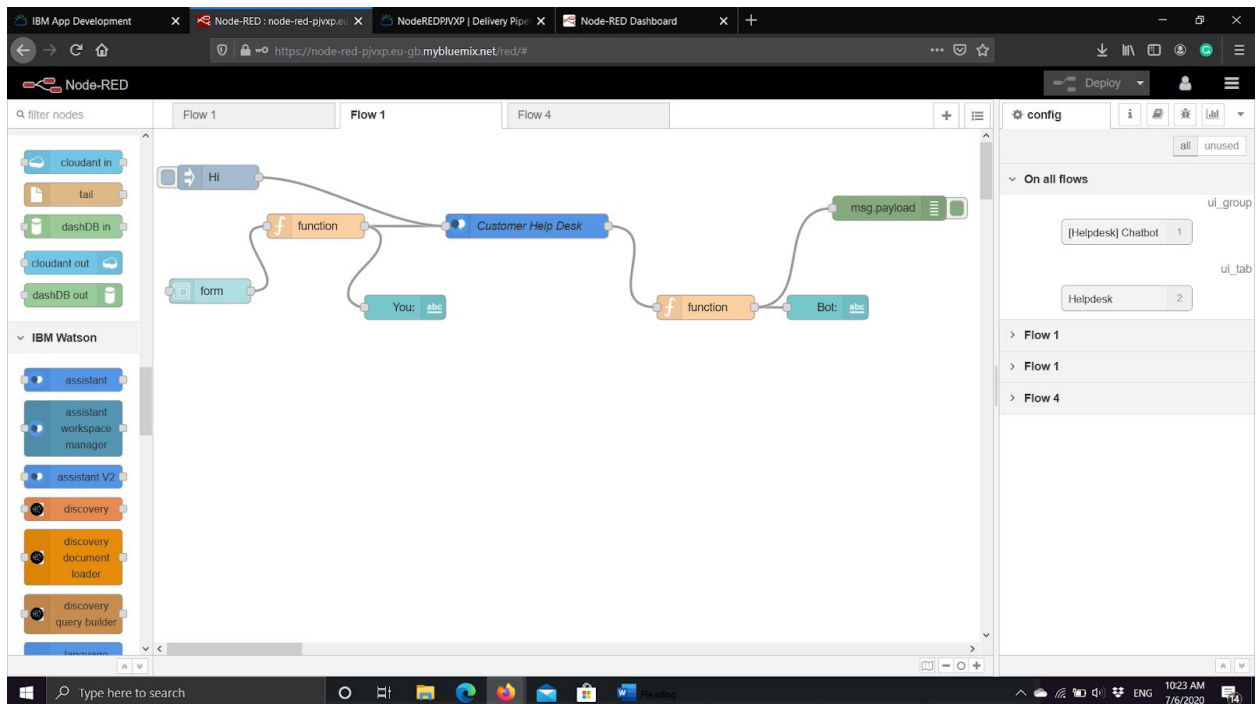 IBM App Development
Node-RED : node-red-pjvxp.eu
NodeREDPJVXP | Delivery Pipel
Node-RED Dashboard
https://node-red-pjvxp.eu-gb.mybluemix.net/red/#
Node-RED
Deploy
filter nodes
Flow 1
Flow 1
Flow 4
config
all unused
cloudant in
tail
dashDB in
cloudant out
dashDB out
IBM Watson
assistant
assistant
workspace
manager
assistant V2
discovery
discovery
document
loader
discovery
query builder
language
Hi
function
form
You: abc
Customer Help Desk
function
msg.payload
Bot: abc
On all flows
ui_group
[Helpdesk] Chatbot 1
ui_tab
Helpdesk 2
Flow 1
Flow 1
Flow 4
Type here to search
Reading
ENG
10:23 AM
7/6/2020
14